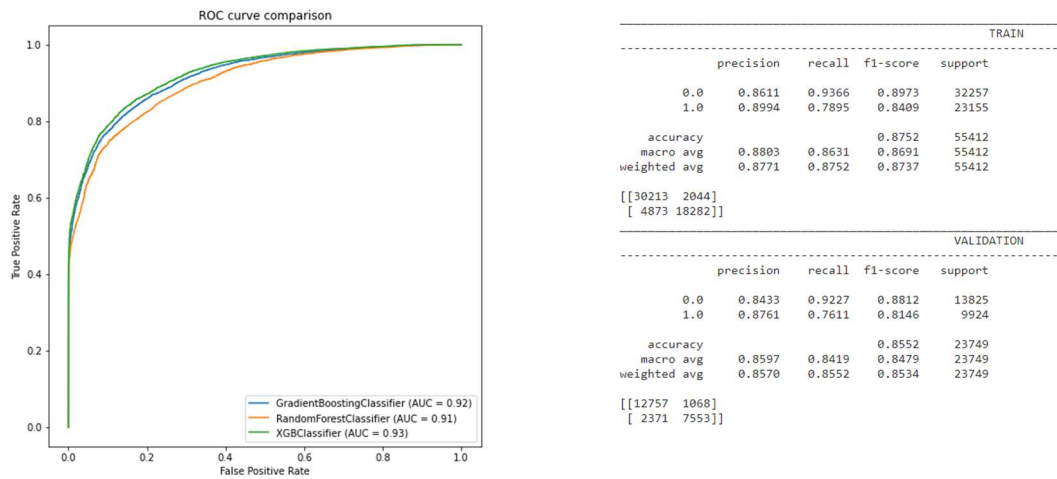 ROC curve comparison
1.0
0.8
0.6
0.4
0.2
0.0
True Positive Rate
GradientBoostingClassifier (AUC = 0.92)
RandomForestClassifier (AUC = 0.91)
XGBClassifier (AUC = 0.93)
0.0 0.2 0.4 0.6 0.8 1.0
False Positive Rate
TRAIN
precision recall f1-score support
0.0 0.8611 0.9366 0.8973 32257
1.0 0.8994 0.7895 0.8409 23155
accuracy 0.8752 55412
macro avg 0.8803 0.8631 0.8691 55412
weighted avg 0.8771 0.8752 0.8737 55412
[[30213 2044]
[ 4873 18282]]
VALIDATION
precision recall f1-score support
0.0 0.8433 0.9227 0.8812 13825
1.0 0.8761 0.7611 0.8146 9924
accuracy 0.8552 23749
macro avg 0.8597 0.8419 0.8479 23749
weighted avg 0.8570 0.8552 0.8534 23749
[[12757 1068]
[ 2371 7553]]